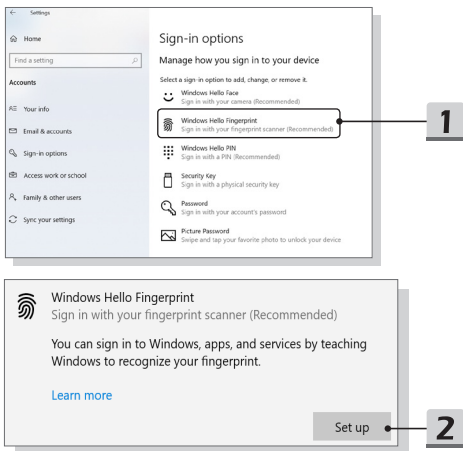 Settings
Home
Find a setting
Accounts
Your info
Email & accounts
Sign-in options
Access work or school
Family & other users
Sync your settings
Sign-in options
Manage how you sign in to your device
Select a sign-in option to add, change, or remove it.
Windows Hello Face
Sign in with your camera (Recommended)
Windows Hello Fingerprint
Sign in with your fingerprint scanner (Recommended)
Windows Hello PIN
Sign in with a PIN (Recommended)
Security Key
Sign in with a physical security key
Password
Sign in with your account's password
Picture Password
Swipe and tap your favorite photo to unlock your device
1
Windows Hello Fingerprint
Sign in with your fingerprint scanner (Recommended)
You can sign in to Windows, apps, and services by teaching
Windows to recognize your fingerprint.
Learn more
Set up
2